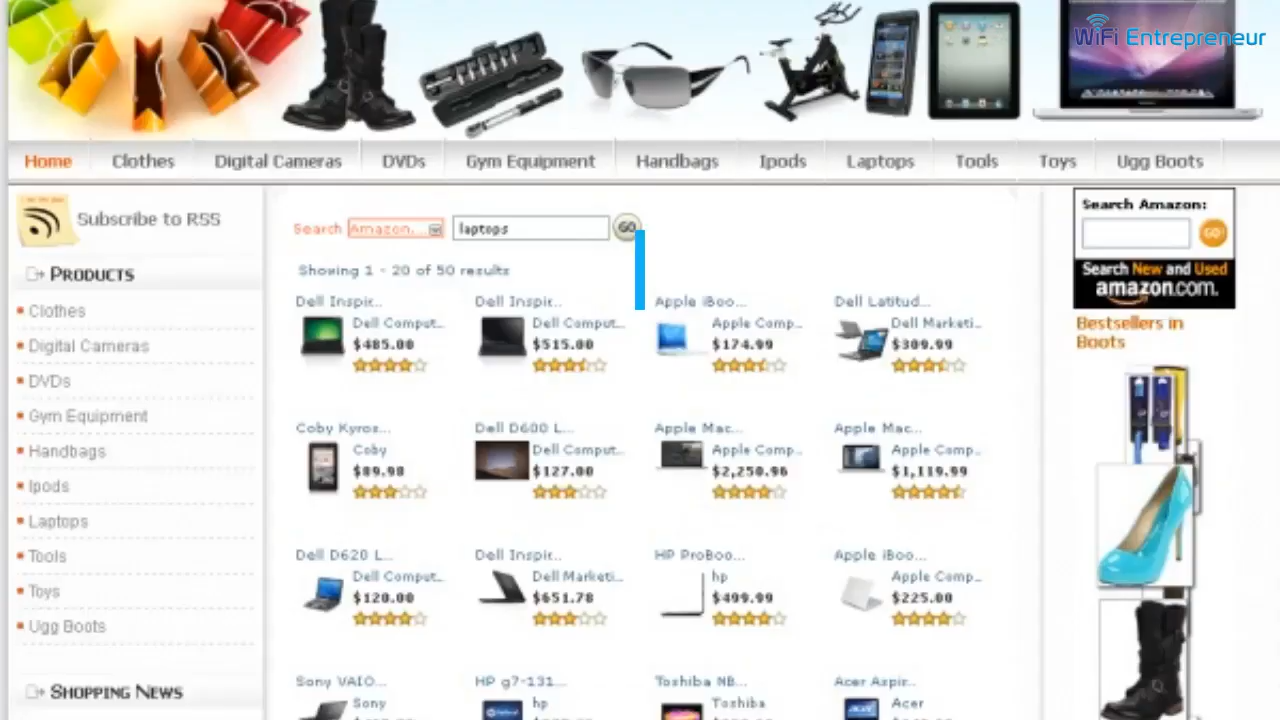 WiFi Entrepreneur
Home Clothes Digital Cameras DVDs Gym Equipment Handbags Ipods Laptops Tools Toys Ugg Boots
Subscribe to RSS
PRODUCTS
Clothes
Digital Cameras
DVDs
Gym Equipment
Handbags
Ipods
Laptops
Tools
Toys
Ugg Boots
SHOPPING NEWS
Search Amazon... laptops GO
Showing 1 - 20 of 50 results
Dell Inspir... Dell Inspir... Apple iBoo... Dell Latitud...
Dell Comput... Dell Comput... Apple Comp... Dell Marketi...
$485.00 $515.00 $174.99 $309.99
Coby Kyros... Dell D600 L... Apple Mac... Apple Mac...
Coby Dell Comput... Apple Comp... Apple Comp...
$89.98 $127.00 $2,250.96 $1,119.99
Dell D620 L... Dell Inspir... HP ProBoo... Apple iBoo...
Dell Comput... Dell Marketi... hp Apple Comp...
$120.00 $651.78 $499.99 $225.00
Sony VAIO... HP g7-131... Toshiba NB... Acer Aspir...
Sony hp Toshiba Acer
Search Amazon:
GO!
Search New and Used
amazon.com.
Bestsellers in
Boots